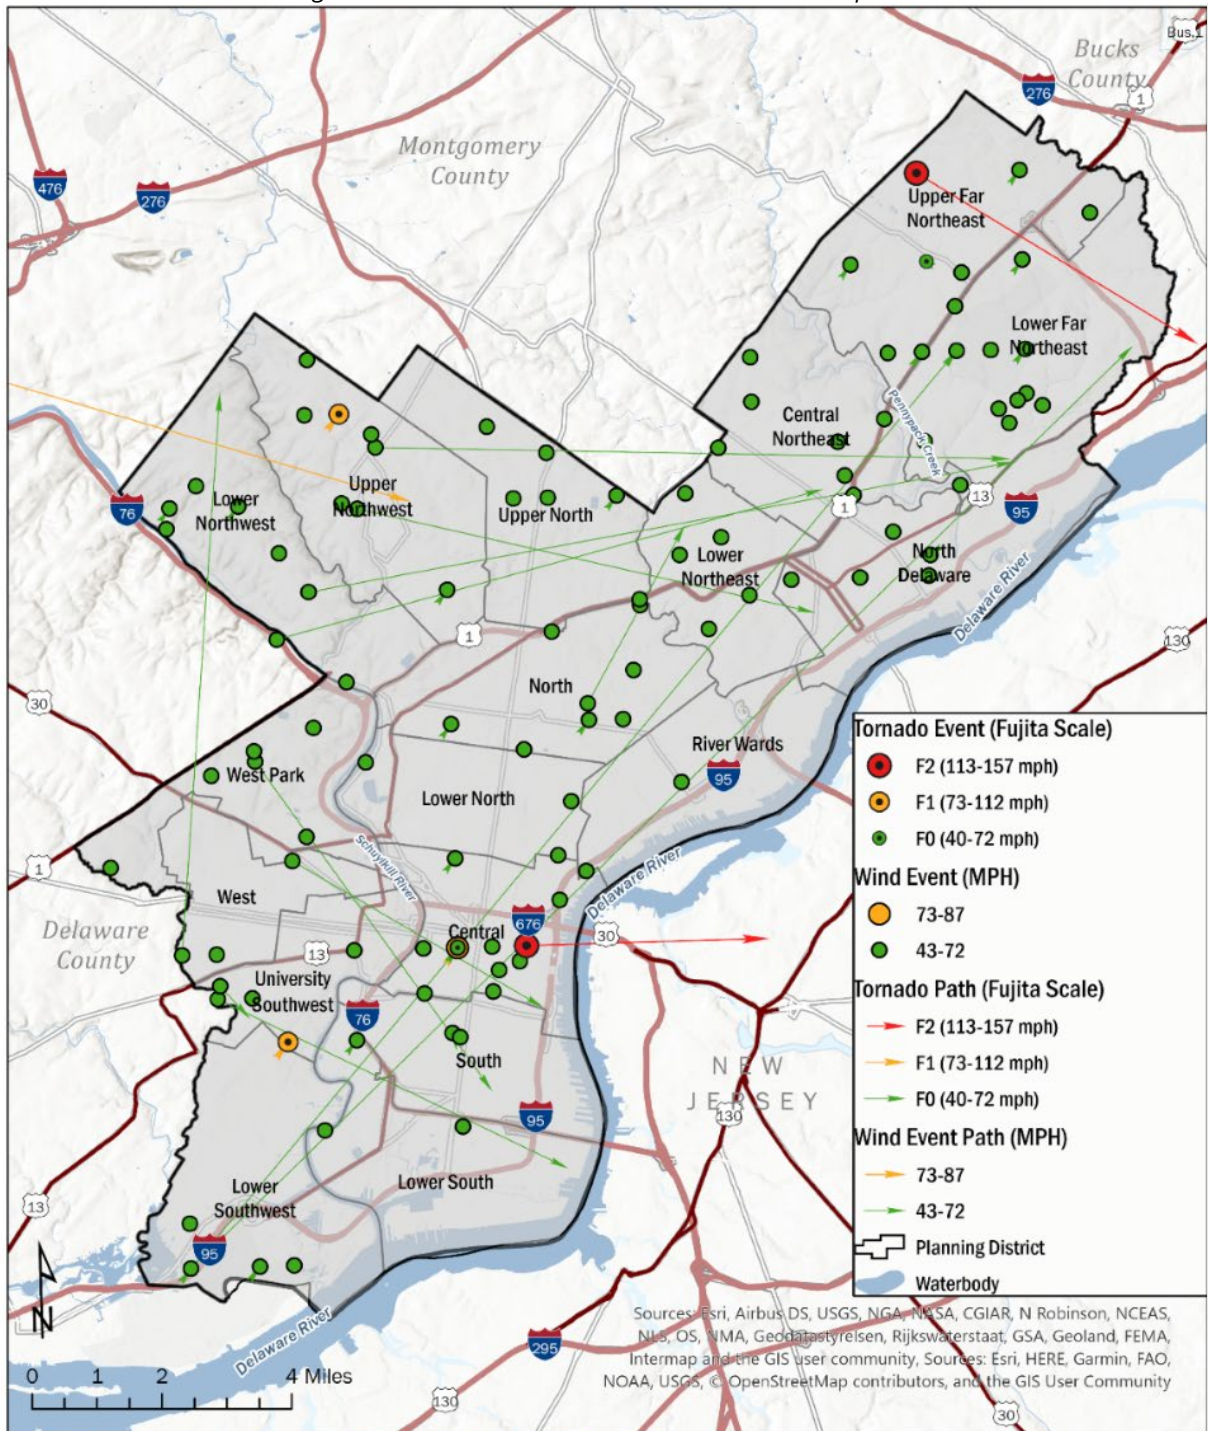 Bus.1
Bucks
County
276
1
Montgomery
County
476
276
Upper Far
Northeast
Lower Far
Northeast
Central
Northeast
Pennypack Creek
Lower
Northwest
Upper
Northwest
Upper North
76
13
1
95
Lower
Northeast
North
Delaware
Delaware River
1
130
30
North
River Wards
95
West Park
Lower North
Schuylkill River
1
West
Delaware River
Delaware
County
676
Central
30
13
University
Southwest
76
South
NEW
JERSEY
130
95
13
Lower
Southwest
Lower South
95
Tornado Event (Fujita Scale)
F2 (113-157 mph)
F1 (73-112 mph)
F0 (40-72 mph)
Wind Event (MPH)
73-87
43-72
Tornado Path (Fujita Scale)
F2 (113-157 mph)
F1 (73-112 mph)
F0 (40-72 mph)
Wind Event Path (MPH)
73-87
43-72
Planning District
Waterbody
N
Delaware River
295
130
30
0 1 2 4 Miles
Sources: Esri, Airbus DS, USGS, NGA, NASA, CGIAR, N Robinson, NCEAS,
NLS, OS, NMA, Geodatastyrelsen, Rijkswaterstaat, GSA, Geoland, FEMA,
Intermap and the GIS user community, Sources: Esri, HERE, Garmin, FAO,
NOAA, USGS, © OpenStreetMap contributors, and the GIS User Community